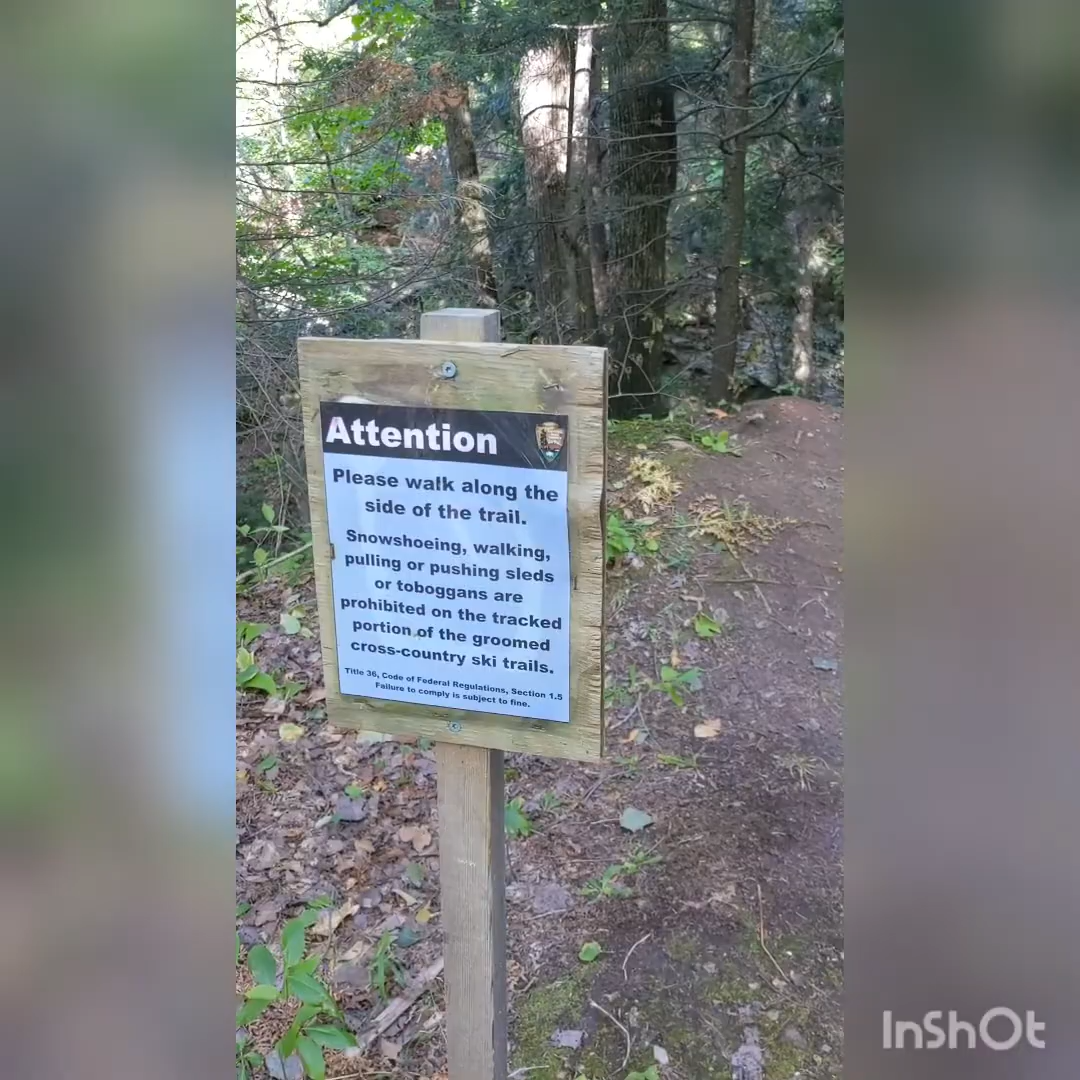 Attention
Please walk along the
side of the trail.
Snowshoeing, walking,
pulling or pushing sleds
or toboggans are
prohibited on the tracked
portion of the groomed
cross-country ski trails.
Title 36, Code of Federal Regulations, Section 1.5
Failure to comply is subject to fine.
InShOt